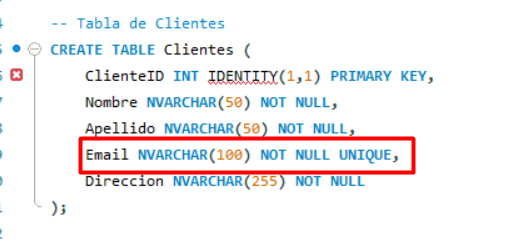 -- Tabla de Clientes
CREATE TABLE Clientes (
ClienteID INT IDENTITY(1,1) PRIMARY KEY,
Nombre NVARCHAR(50) NOT NULL,
Apellido NVARCHAR(50) NOT NULL,
Email NVARCHAR(100) NOT NULL UNIQUE,
Direccion NVARCHAR(255) NOT NULL
);